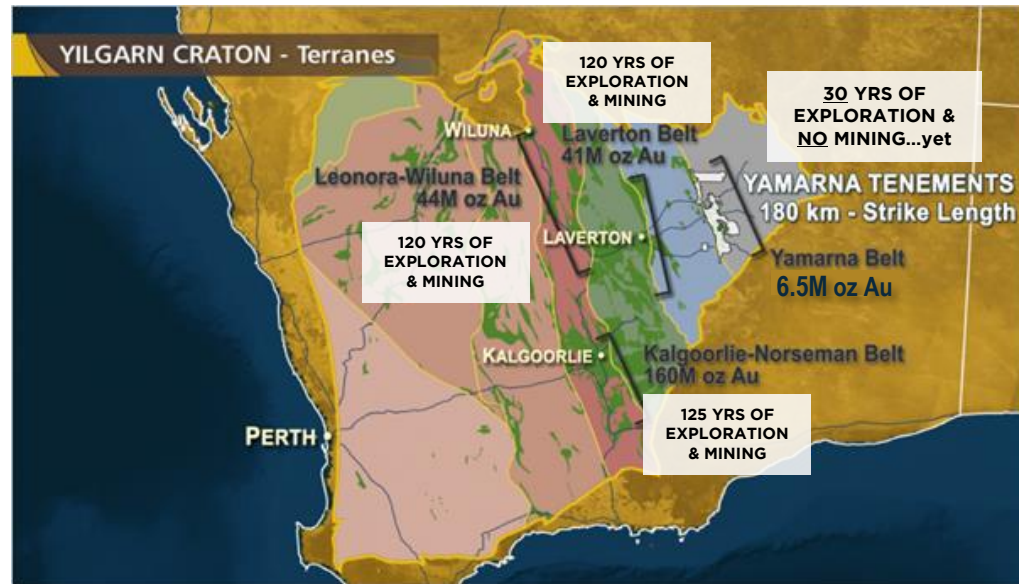 YILGARN CRATON - Terranes
120 YRS OF
EXPLORATION
& MINING
30 YRS OF
EXPLORATION &
NO MINING...yet
WILUNA
Laverton Belt
41M oz Au
Leonora-Wiluna Belt
44M oz Au
YAMARNA TENEMENTS
180 km - Strike Length
120 YRS OF
EXPLORATION
& MINING
LAVERTON
Yamarna Belt
6.5M oz Au
KALGOORLIE
Kalgoorlie-Norseman Belt
160M oz Au
125 YRS OF
EXPLORATION
& MINING
PERTH